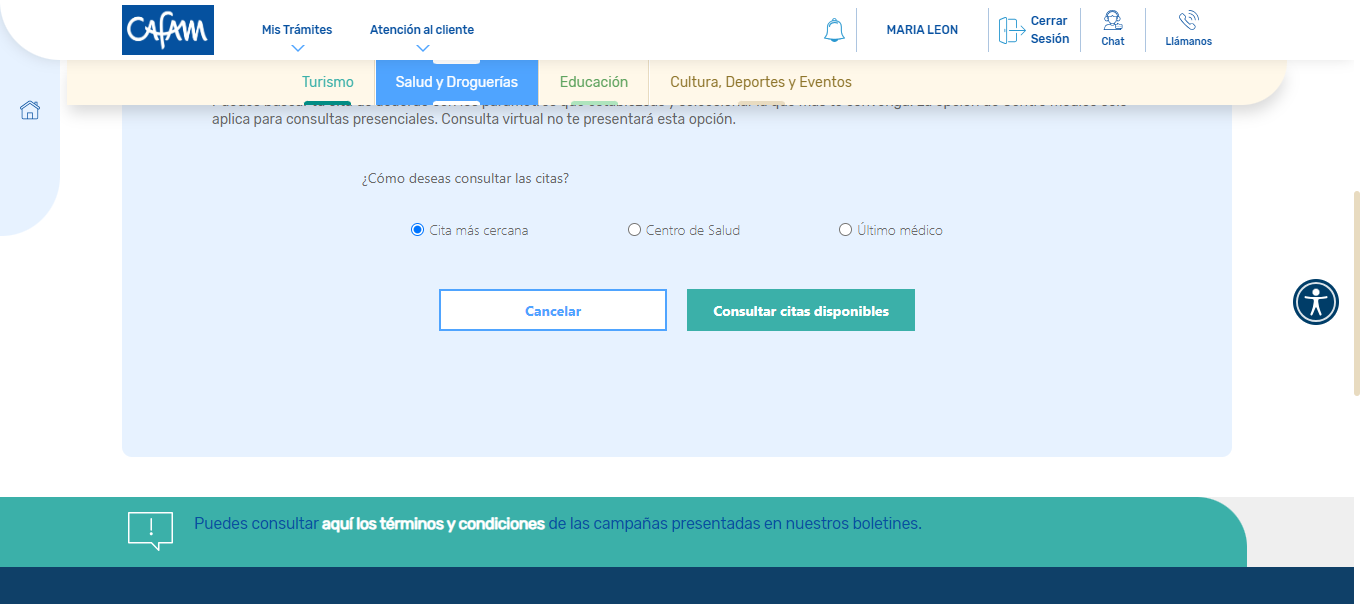 CAFAM
Mis Trámites
Atención al cliente
MARIA LEON
Cerrar
Sesión
Chat
Llámanos
Turismo
Salud y Droguerías
Educación
Cultura, Deportes y Eventos
aplica para consultas presenciales. Consulta virtual no te presentará esta opción.
¿Cómo deseas consultar las citas?
Cita más cercana
Centro de Salud
Último médico
Cancelar
Consultar citas disponibles
Puedes consultar aquí los términos y condiciones de las campañas presentadas en nuestros boletines.